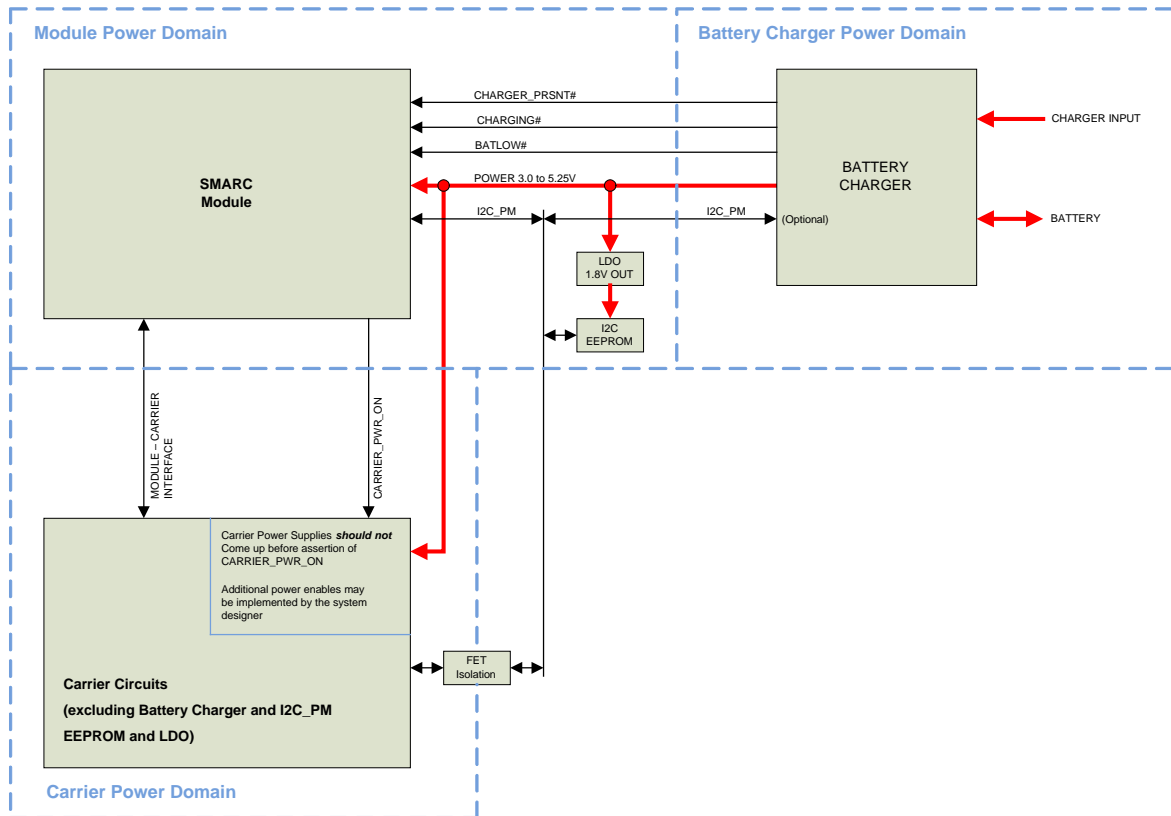 Module Power Domain
Battery Charger Power Domain
CHARGER_PRSNT#
CHARGING#
BATLOW#
POWER 3.0 to 5.25V
I2C_PM
I2C_PM
SMARC
Module
BATTERY
CHARGER
(Optional)
CHARGER INPUT
BATTERY
LDO
1.8V OUT
I2C
EEPROM
MODULE – CARRIER
INTERFACE
CARRIER_PWR_ON
Carrier Power Supplies should not
Come up before assertion of
CARRIER_PWR_ON
Additional power enables may
be implemented by the system
designer
FET
Isolation
Carrier Circuits
(excluding Battery Charger and I2C_PM
EEPROM and LDO)
Carrier Power Domain